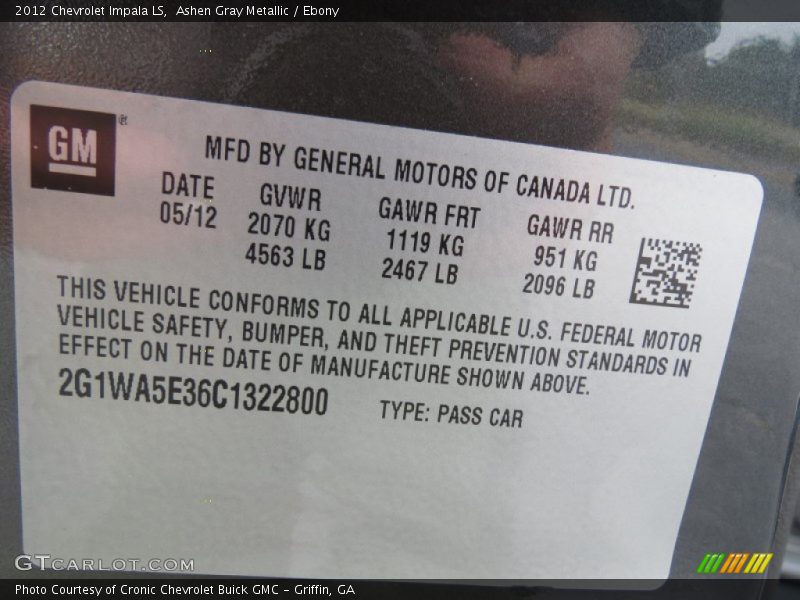 2012 Chevrolet Impala LS,  Ashen Gray Metallic / Ebony
GM®
MFD BY GENERAL MOTORS OF CANADA LTD.
DATE GVWR GAWR FRT GAWR RR
05/12 2070 KG 1119 KG 951 KG
4563 LB 2467 LB 2096 LB
THIS VEHICLE CONFORMS TO ALL APPLICABLE U.S. FEDERAL MOTOR
VEHICLE SAFETY, BUMPER, AND THEFT PREVENTION STANDARDS IN
EFFECT ON THE DATE OF MANUFACTURE SHOWN ABOVE.
2G1WA5E36C1322800 TYPE: PASS CAR
GTCARLOT.COM
Photo Courtesy of Cronic Chevrolet Buick GMC – Griffin, GA